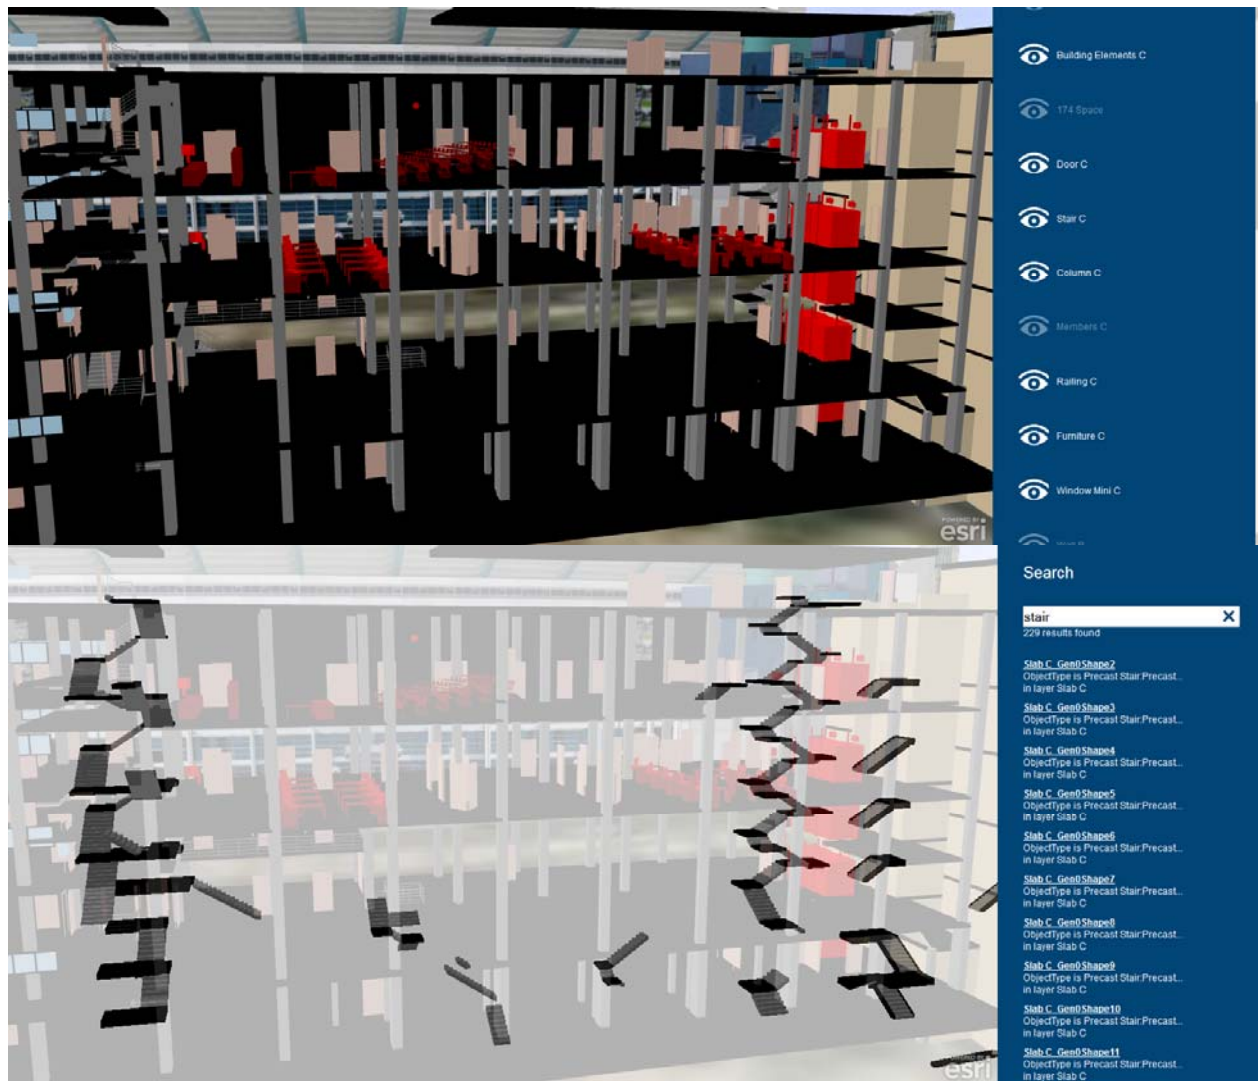 Building Elements C
174 Space
Door C
Stair C
Column C
Members C
Railing C
Furniture C
Window Mini C
POWERED BY
esri
Search
stair
229 results found
Slab C_Gen0Shape2
ObjectType is Precast Stair:Precast...
in layer Slab C
Slab C_Gen0Shape3
ObjectType is Precast Stair:Precast...
in layer Slab C
Slab C_Gen0Shape4
ObjectType is Precast Stair:Precast...
in layer Slab C
Slab C_Gen0Shape5
ObjectType is Precast Stair:Precast...
in layer Slab C
Slab C_Gen0Shape6
ObjectType is Precast Stair:Precast...
in layer Slab C
Slab C_Gen0Shape7
ObjectType is Precast Stair:Precast...
in layer Slab C
Slab C_Gen0Shape8
ObjectType is Precast Stair:Precast...
in layer Slab C
Slab C_Gen0Shape9
ObjectType is Precast Stair:Precast...
in layer Slab C
Slab C_Gen0Shape10
ObjectType is Precast Stair:Precast...
in layer Slab C
Slab C_Gen0Shape11
ObjectType is Precast Stair:Precast...
in layer Slab C
esri